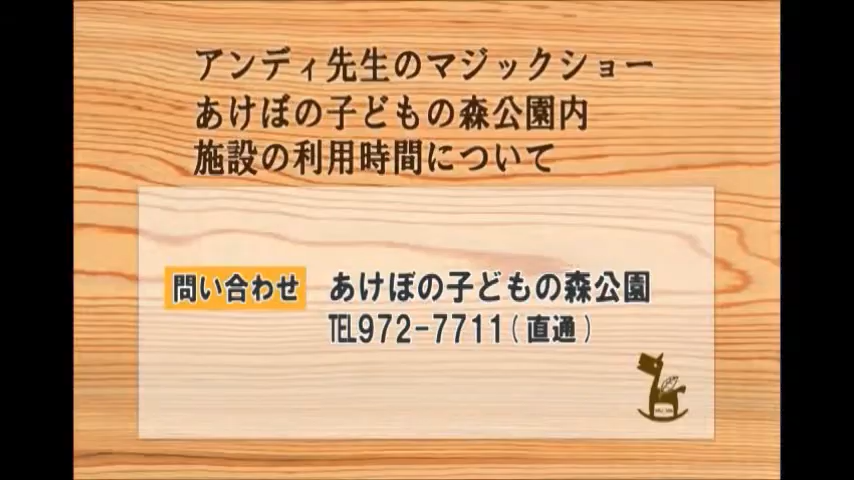 アンディ先生のマジックショー
あけぼの子どもの森公園内
施設の利用時間について
問い合わせ あけぼの子どもの森公園
TEL972-7711(直通)